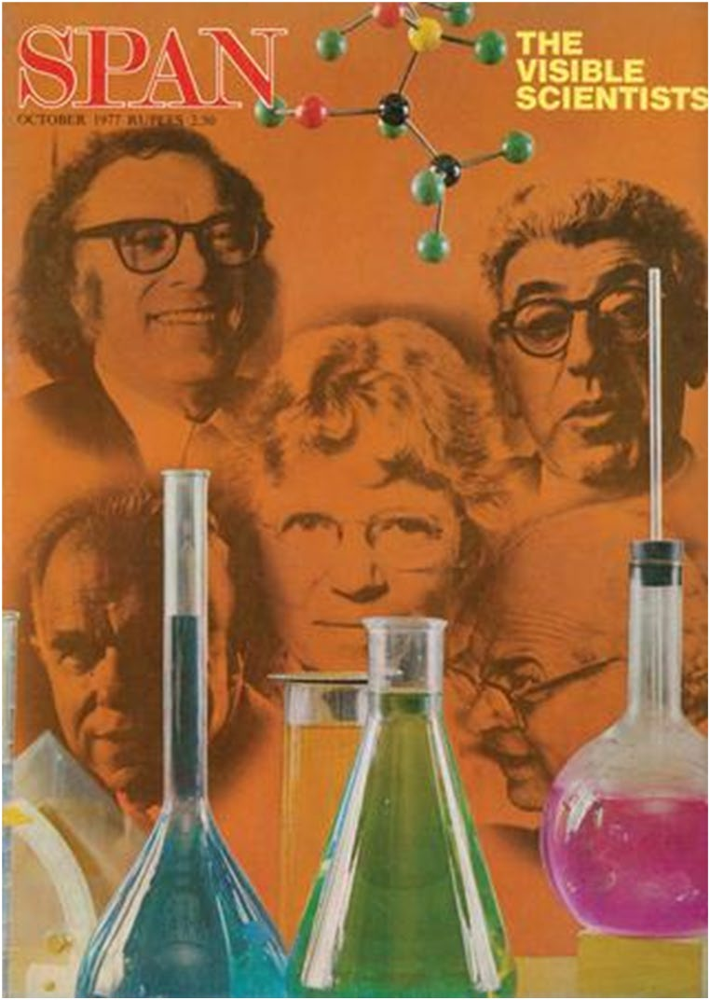 SPAN
OCTOBER 1977 RUPEES 2.50
THE
VISIBLE
SCIENTISTS